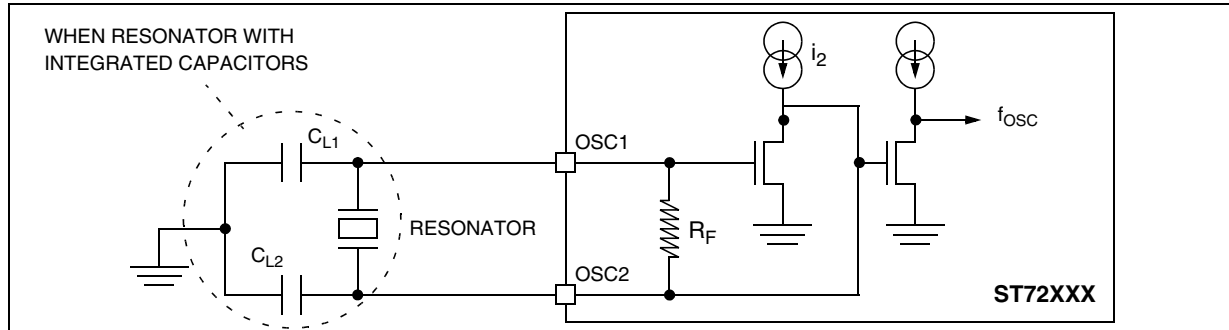 WHEN RESONATOR WITH
INTEGRATED CAPACITORS
i2
fOSC
CL1
OSC1
RESONATOR
RF
CL2
OSC2
ST72XXX